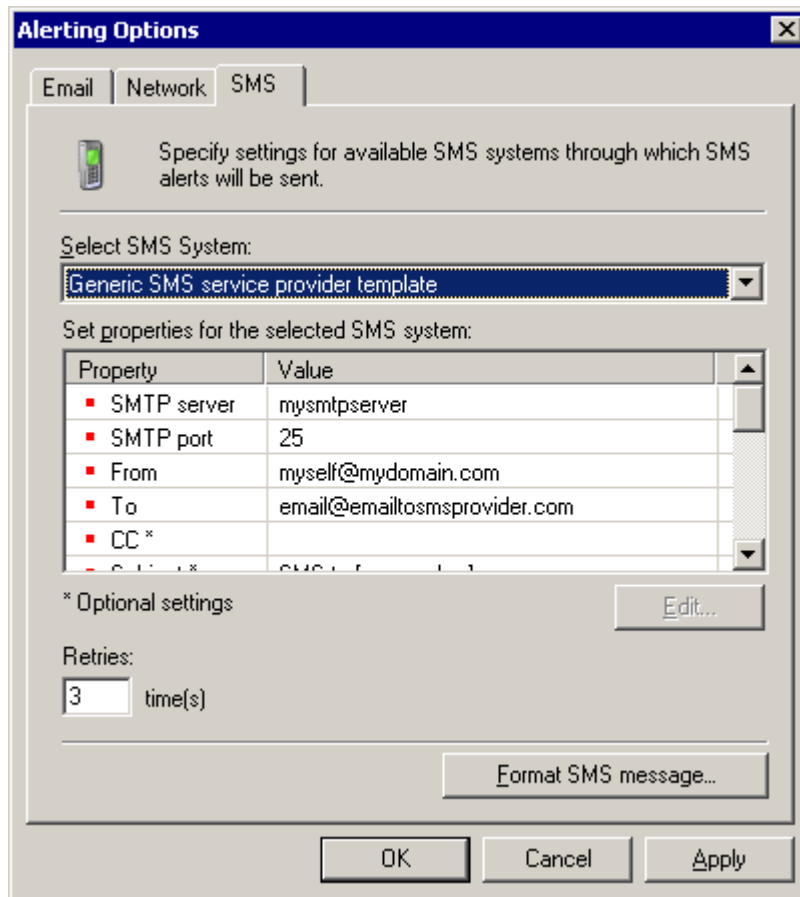 Alerting Options
Email Network SMS
Specify settings for available SMS systems through which SMS
alerts will be sent.
Select SMS System:
Generic SMS service provider template
Set properties for the selected SMS system:
Property Value
SMTP server mysmtpserver
SMTP port 25
From myself@mydomain.com
To email@emailtosmsprovider.com
CC *
* Optional settings
Edit...
Retries:
3 time(s)
Format SMS message...
OK Cancel Apply